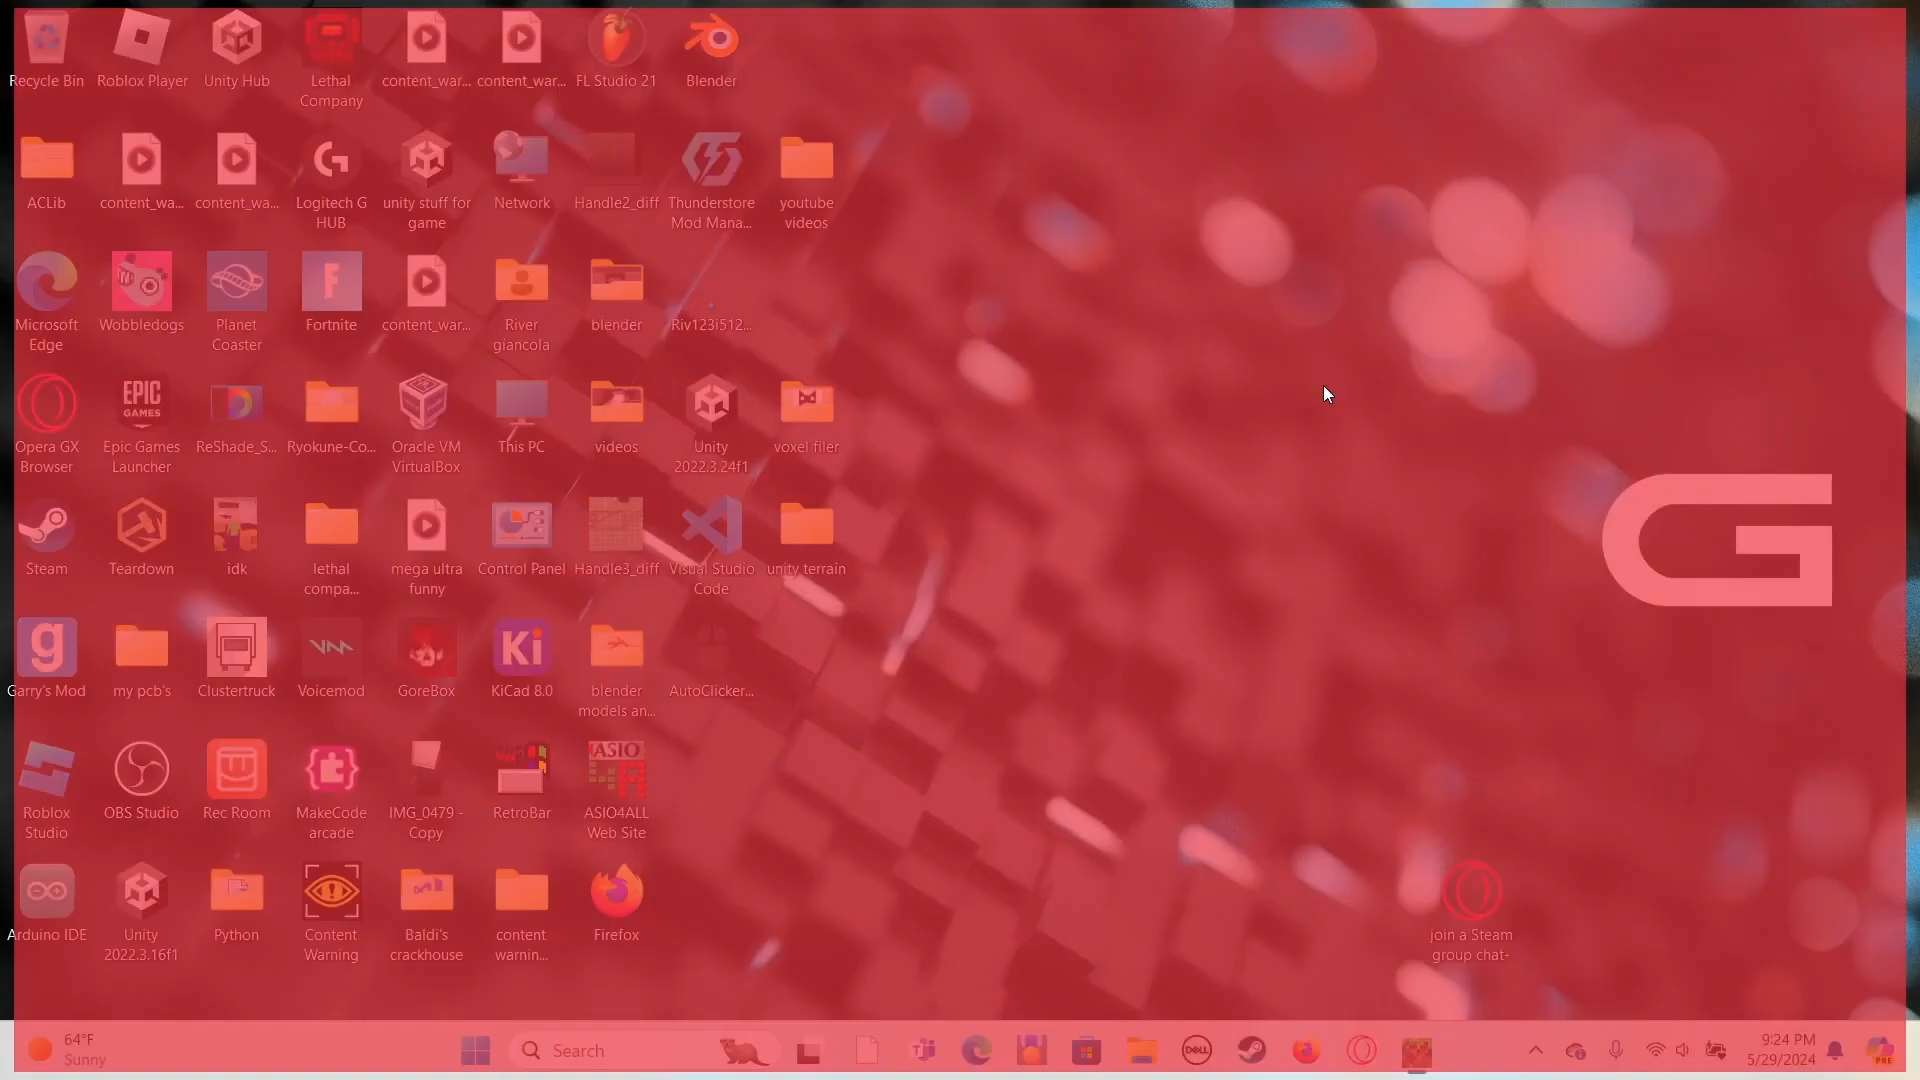 Recycle Bin
Roblox Player
Unity Hub
Lethal
Company
content_war...
content_war...
FL Studio 21
Blender
ACLib
content_wa...
content_wa...
Logitech G
HUB
unity stuff for
game
Network
Handle2_diff
Thunderstore
Mod Mana...
youtube
videos
Microsoft
Edge
Wobbledogs
Planet
Coaster
F
Fortnite
content_war...
River
giancola
blender
Riv123i512...
Opera GX
Browser
EPIC
GAMES
Epic Games
Launcher
ReShade_S...
Ryokune-Co...
Oracle VM
VirtualBox
This PC
videos
Unity
2022.3.24f1
voxel filer
Steam
Teardown
idk
lethal
compa...
mega ultra
funny
Control Panel
Handle3_diff
Visual Studio
Code
unity terrain
G
g
Garry's Mod
my pcb's
Clustertruck
Voicemod
GoreBox
Ki
KiCad 8.0
blender
models an...
AutoClicker...
Roblox
Studio
OBS Studio
Rec Room
MakeCode
arcade
IMG_0479 -
Copy
RetroBar
ASIO
ASIO4ALL
Web Site
Arduino IDE
Unity
2022.3.16f1
Python
Content
Warning
Baldi's
crackhouse
content
warnin...
Firefox
join a Steam
group chat-
64°F
Sunny
Search
DELL
9:24 PM
5/29/2024
PRE